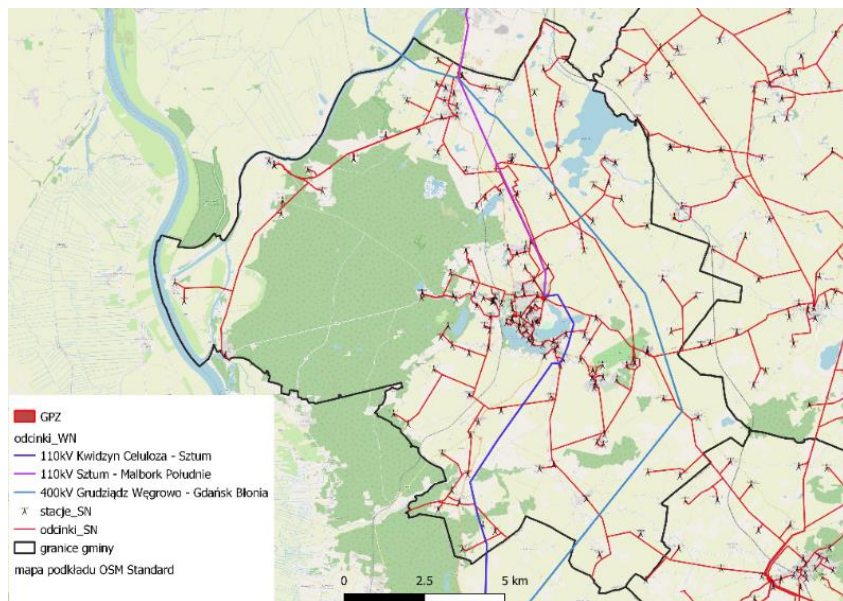 GPZ
odcinki_WN
110kV Kwidzyn Celuloza - Sztum
110kV Sztum - Malbork Południe
400kV Grudziądz Węgrowo - Gdańsk Błonia
stacje_SN
odcinki_SN
granice gminy
mapa podkładu OSM Standard
0 2.5 5 km